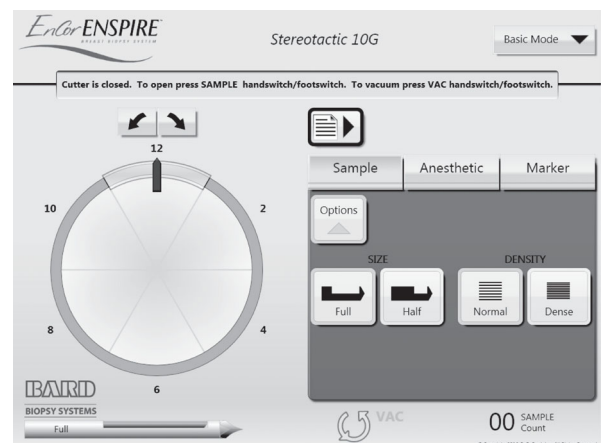 EnCor ENSPIRE
BREAST BIOPSY SYSTEM
Stereotactic 10G
Basic Mode
Cutter is closed. To open press SAMPLE handswitch/footswitch. To vacuum press VAC handswitch/footswitch.
12
2
4
6
8
10
Sample Anesthetic Marker
Options
SIZE DENSITY
Full Half Normal Dense
BARD
BIOPSY SYSTEMS
Full
VAC
00 SAMPLE
Count